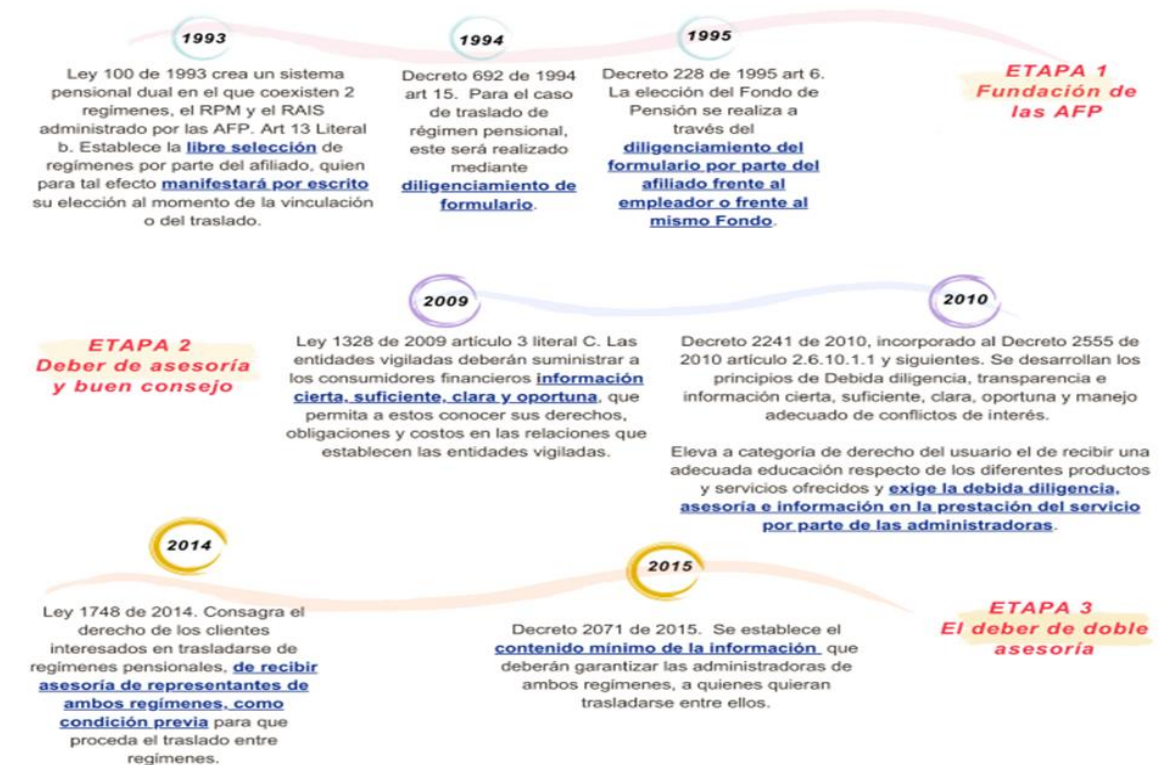 1993
Ley 100 de 1993 crea un sistema
pensional dual en el que coexisten 2
regímenes, el RPM y el RAIS
administrado por las AFP. Art 13 Literal
b. Establece la libre selección de
regímenes por parte del afiliado, quien
para tal efecto manifestará por escrito
su elección al momento de la vinculación
o del traslado.
1994
Decreto 692 de 1994
art 15. Para el caso
de traslado de
régimen pensional,
este será realizado
mediante
diligenciamiento de
formulario.
1995
Decreto 228 de 1995 art 6.
La elección del Fondo de
Pensión se realiza a
través del
diligenciamiento del
formulario por parte del
afiliado frente al
empleador o frente al
mismo Fondo.
ETAPA 1
Fundación de
las AFP
ETAPA 2
Deber de asesoría
y buen consejo
2009
Ley 1328 de 2009 artículo 3 literal C. Las
entidades vigiladas deberán suministrar a
los consumidores financieros información
cierta, suficiente, clara y oportuna, que
permita a estos conocer sus derechos,
obligaciones y costos en las relaciones que
establecen las entidades vigiladas.
2010
Decreto 2241 de 2010, incorporado al Decreto 2555 de
2010 artículo 2.6.10.1.1 y siguientes. Se desarrollan los
principios de Debida diligencia, transparencia e
información cierta, suficiente, clara, oportuna y manejo
adecuado de conflictos de interés.
Eleva a categoría de derecho del usuario el de recibir una
adecuada educación respecto de los diferentes productos
y servicios ofrecidos y exige la debida diligencia,
asesoría e información en la prestación del servicio
por parte de las administradoras.
2014
Ley 1748 de 2014. Consagra el
derecho de los clientes
interesados en trasladarse de
regímenes pensionales, de recibir
asesoría de representantes de
ambos regímenes, como
condición previa para que
proceda el traslado entre
regímenes.
2015
Decreto 2071 de 2015. Se establece el
contenido mínimo de la información que
deberán garantizar las administradoras de
ambos regímenes, a quienes quieran
trasladarse entre ellos.
ETAPA 3
El deber de doble
asesoría